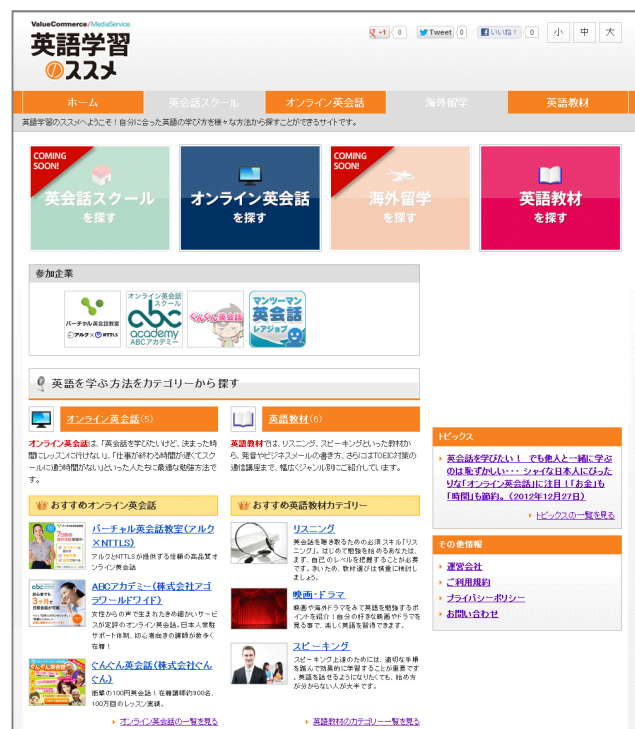 ValueCommerce/MediaService
英語学習
のススメ
+1 0 Tweet 0 いいね! 0 小 中 大
ホーム 英会話スクール オンライン英会話 海外留学 英語教材
英語学習のススメへようこそ！自分に合った英語の学び方を様々な方法から探すことができるサイトです。
COMING
SOON!
英会話スクール
を探す
オンライン英会話
を探す
COMING
SOON!
海外留学
を探す
英語教材
を探す
参加企業
バーチャル英会話教室
アルク×NTTLS
オンライン英会話
スクール
abc
academy
ABCアカデミー
ぐんぐん英会話
マンツーマン
英会話
レアジョブ
英語を学ぶ方法をカテゴリーから探す
オンライン英会話(5)
オンライン英会話は、「英会話を学びたいけど、決まった時
間にレッスンに行けない」、「仕事が終わる時間が遅くてスク
ールに通う時間がない」といった人たちに最適な勉強方法で
す。
英語教材(6)
英語教材では、リスニング、スピーキングといった教材か
ら、発音やビジネスメールの書き方、さらにはTOEIC対策の
通信講座まで、幅広くジャンル別にご紹介しています。
おすすめオンライン英会話
バーチャル英会話教室(アルク
×NTTLS)
アルクとNTTLSが提供する信頼の高品質オ
ンライン英会話
ABCアカデミー(株式会社アゴ
ラワールドワイド)
女性からの声で生まれたきめ細かいサービ
スが定評のオンライン英会話。日本人常駐
サポート体制、初心者向きの講師が数多く
在籍！
ぐんぐん英会話(株式会社ぐん
ぐん)
衝撃の100円英会話！在籍講師約900名、
100万回のレッスン実績。
オンライン英会話の一覧を見る
おすすめ英語教材カテゴリー
リスニング
英会話を聴き取るための必須スキル「リス
ニング」。はじめて勉強を始めるあなたは、
まず、自己のレベルを把握することが必要
です。まいため、教材選びは慎重に検討し
ましょう。
映画・ドラマ
映画や海外ドラマをみて英語を勉強するポ
イントを紹介！自分の好きな映画やドラマを
見る事で、楽しく英語を習得できます。
スピーキング
スピーキング上達のためには、適切な手順
を踏んで効果的に学習することが重要です
。英語を話せるようになりたくても、始め方
が分からない人が大半です。
英語教材のカテゴリー一覧を見る
トピックス
英会話を学びたい！ でも他人と一緒に学ぶ
のは恥ずかしい・・・ シャイな日本人にぴった
りな「オンライン英会話」に注目！「お金」も
「時間」も節約。(2012年12月27日)
トピックスの一覧を見る
その他情報
運営会社
ご利用規約
プライバシーポリシー
お問い合わせ